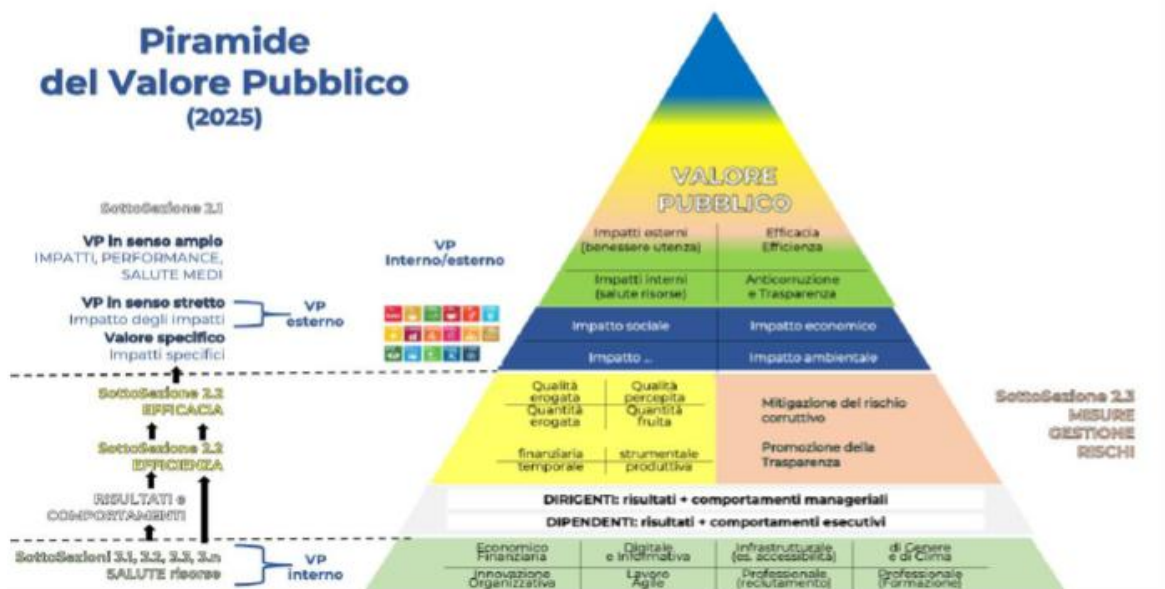 Piramide
del Valore Pubblico
(2025)
SottoSezione 2.1
VP in senso ampio
IMPATTI, PERFORMANCE,
SALUTE MEDI
VP in senso stretto
Impatto degli impatti
Valore specifico
Impatti specifici
VP
esterno
VP
Interno/esterno
SottoSezione 2.2
EFFICACIA
SottoSezione 2.2
EFFICIENZA
RISULTATI e
COMPORTAMENTI
SottoSezioni 3.1, 3.2, 3.3, 3.n
SALUTE risorse
VP
interno
VALORE
PUBBLICO
Impatti esterni
(benessere utenza)
Efficacia
Efficienza
Impatti interni
(salute risorse)
Anticorruzione
e Trasparenza
Impatto sociale
Impatto economico
Impatto ...
Impatto ambientale
Qualità
erogata
Qualità
percepita
Quantità
erogata
Quantità
fruita
finanziaria
strumentale
temporale
produttiva
Mitigazione del rischio
corruttivo
Promozione della
Trasparenza
SottoSezione 2.3
MISURE
GESTIONE
RISCHI
DIRIGENTI: risultati + comportamenti manageriali
DIPENDENTI: risultati + comportamenti esecutivi
Economico
Finanziaria
Digitale
e Informativa
Infrastrutturale
(es. accessibilità)
di Genere
e di Clima
Innovazione
Organizzativa
Lavoro
Agile
Professionale
(reclutamento)
Professionale
(Formazione)